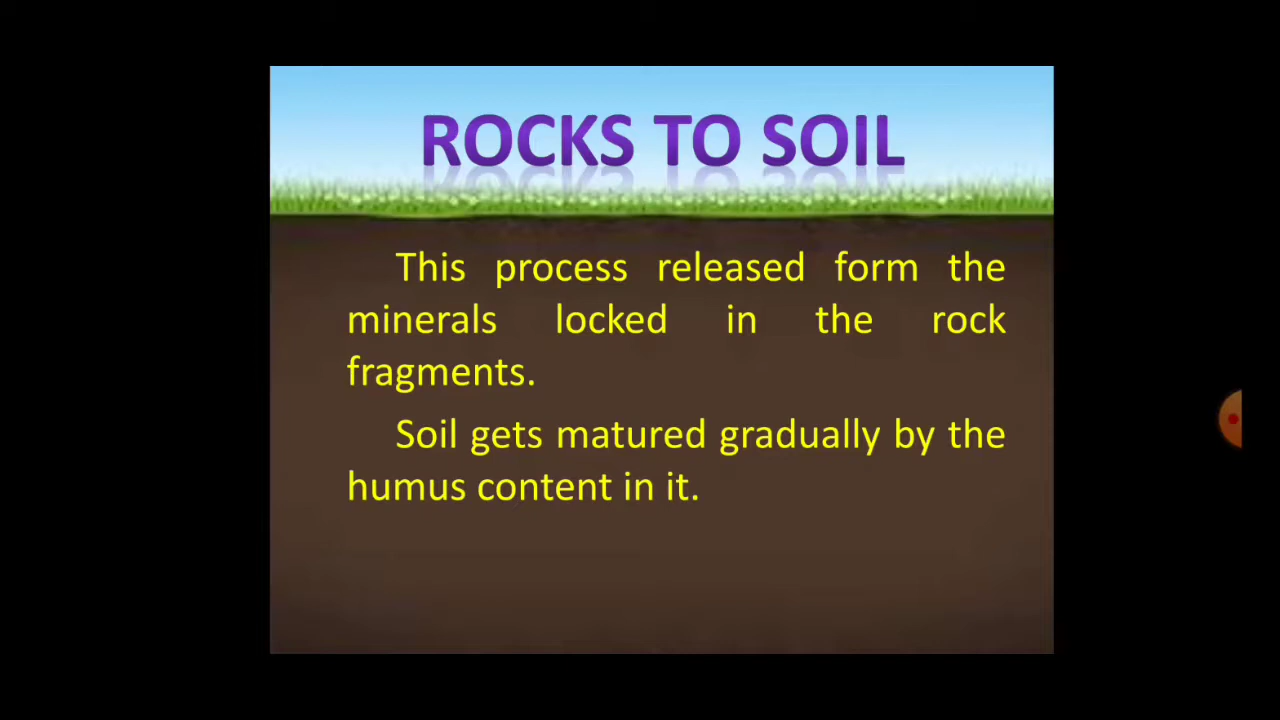 ROCKS TO SOIL
This process released form the
minerals locked in the rock
fragments.
Soil gets matured gradually by the
humus content in it.